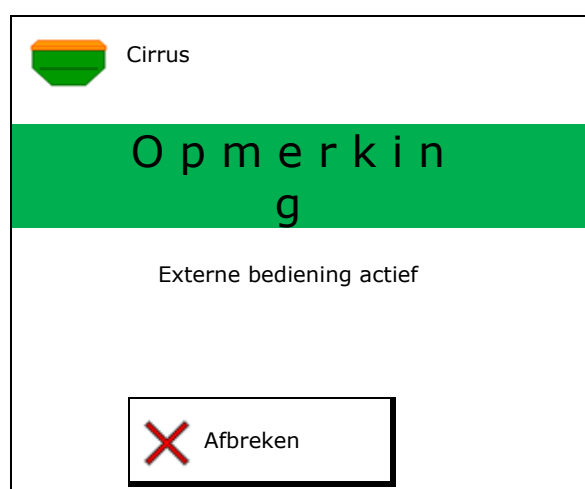 Cirrus
O p m e r k i n
g
Externe bediening actief
Afbreken